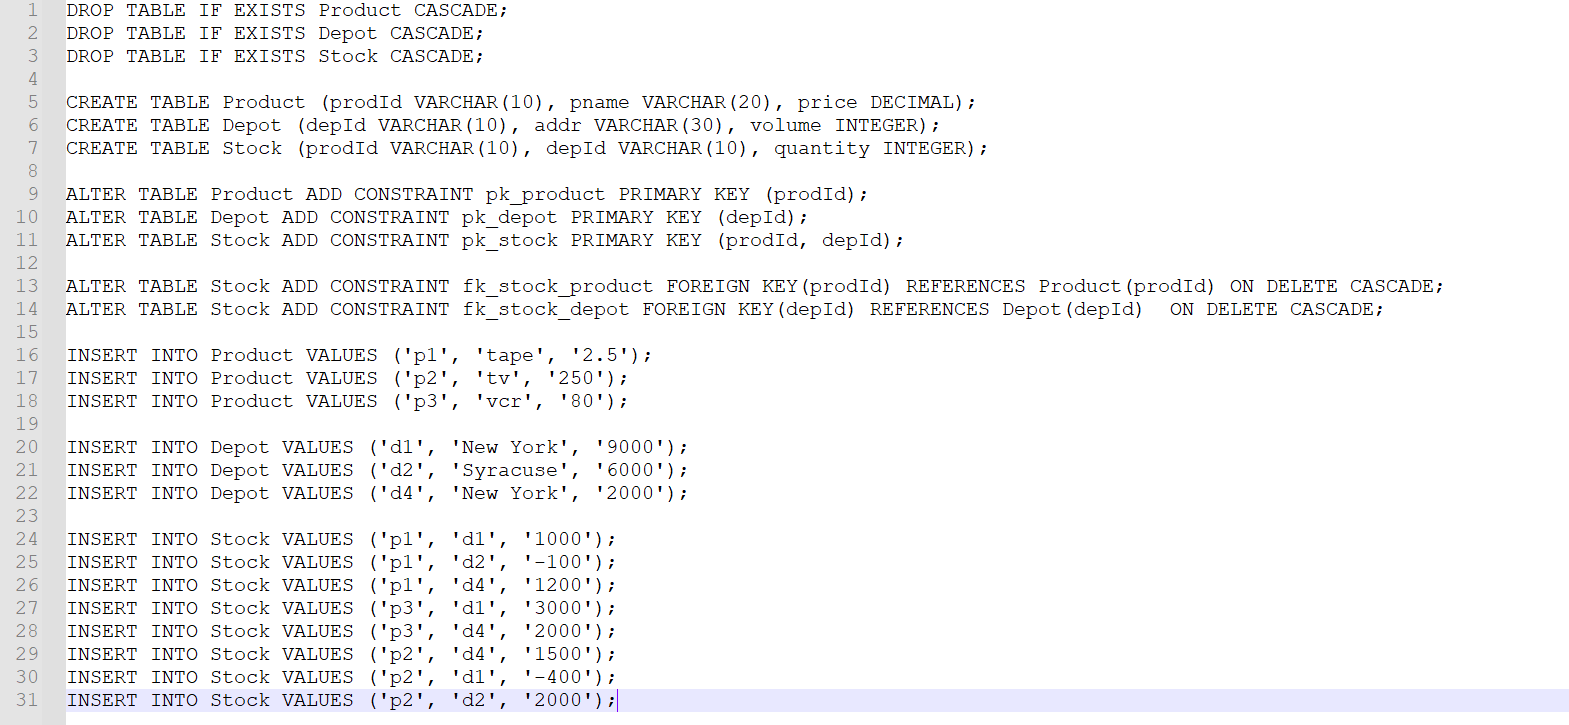 1 DROP TABLE IF EXISTS Product CASCADE;
2 DROP TABLE IF EXISTS Depot CASCADE;
3 DROP TABLE IF EXISTS Stock CASCADE;
4
5 CREATE TABLE Product (prodId VARCHAR(10), pname VARCHAR(20), price DECIMAL);
6 CREATE TABLE Depot (depId VARCHAR(10), addr VARCHAR(30), volume INTEGER);
7 CREATE TABLE Stock (prodId VARCHAR(10), depId VARCHAR(10), quantity INTEGER);
8
9 ALTER TABLE Product ADD CONSTRAINT pk_product PRIMARY KEY (prodId);
10 ALTER TABLE Depot ADD CONSTRAINT pk_depot PRIMARY KEY (depId);
11 ALTER TABLE Stock ADD CONSTRAINT pk_stock PRIMARY KEY (prodId, depId);
12
13 ALTER TABLE Stock ADD CONSTRAINT fk_stock_product FOREIGN KEY(prodId) REFERENCES Product(prodId) ON DELETE CASCADE;
14 ALTER TABLE Stock ADD CONSTRAINT fk_stock_depot FOREIGN KEY(depId) REFERENCES Depot(depId)  ON DELETE CASCADE;
15
16 INSERT INTO Product VALUES ('p1', 'tape', '2.5');
17 INSERT INTO Product VALUES ('p2', 'tv', '250');
18 INSERT INTO Product VALUES ('p3', 'vcr', '80');
19
20 INSERT INTO Depot VALUES ('d1', 'New York', '9000');
21 INSERT INTO Depot VALUES ('d2', 'Syracuse', '6000');
22 INSERT INTO Depot VALUES ('d4', 'New York', '2000');
23
24 INSERT INTO Stock VALUES ('p1', 'd1', '1000');
25 INSERT INTO Stock VALUES ('p1', 'd2', '-100');
26 INSERT INTO Stock VALUES ('p1', 'd4', '1200');
27 INSERT INTO Stock VALUES ('p3', 'd1', '3000');
28 INSERT INTO Stock VALUES ('p3', 'd4', '2000');
29 INSERT INTO Stock VALUES ('p2', 'd4', '1500');
30 INSERT INTO Stock VALUES ('p2', 'd1', '-400');
31 INSERT INTO Stock VALUES ('p2', 'd2', '2000');